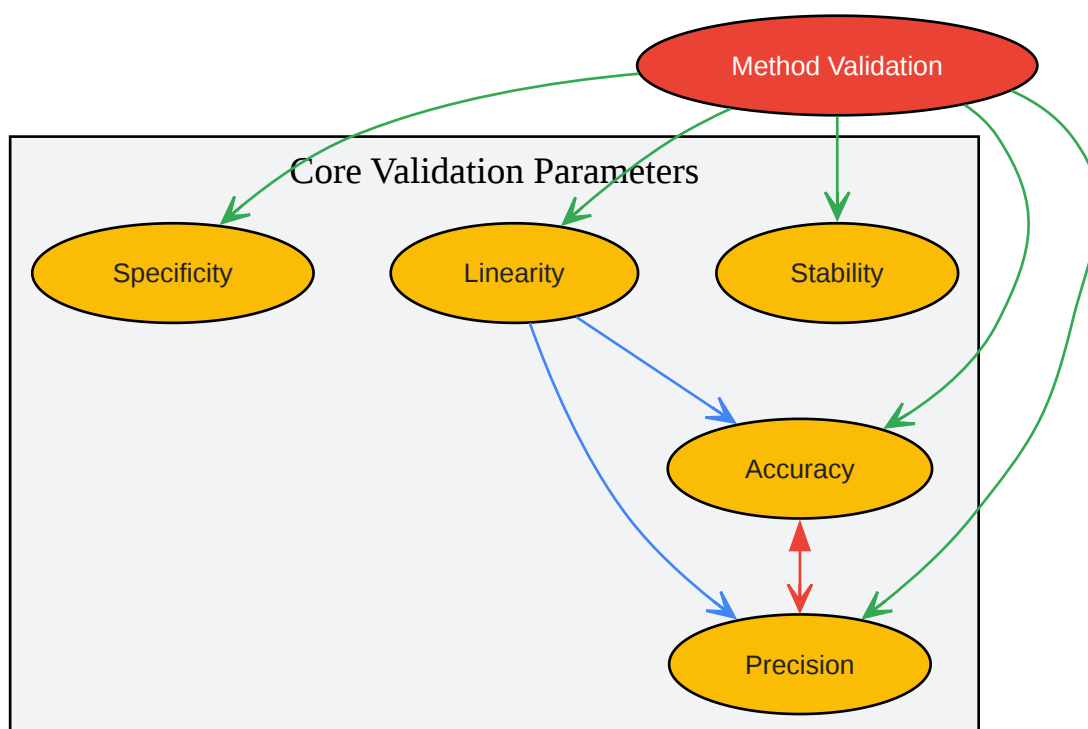 Method Validation
Core Validation Parameters
Specificity
Linearity
Stability
Accuracy
Precision